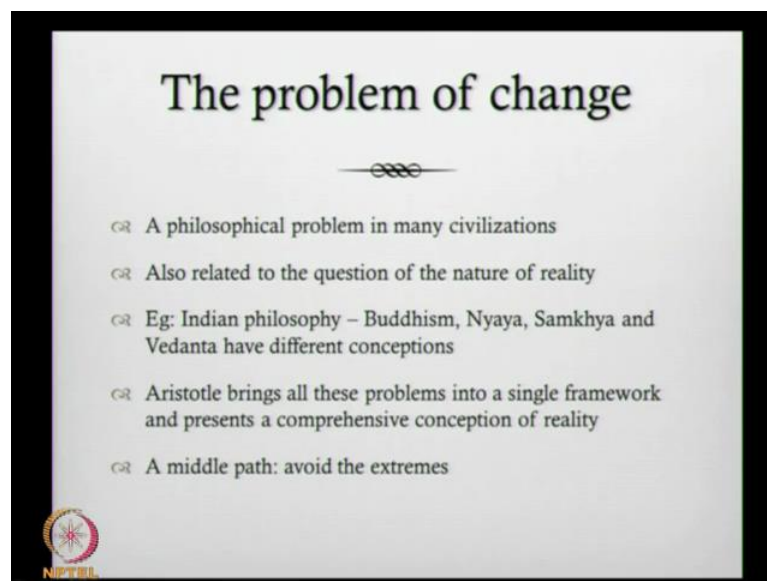 The problem of change
A philosophical problem in many civilizations
Also related to the question of the nature of reality
Eg: Indian philosophy – Buddhism, Nyaya, Samkhya and
Vedanta have different conceptions
Aristotle brings all these problems into a single framework
and presents a comprehensive conception of reality
A middle path: avoid the extremes
NPTEL